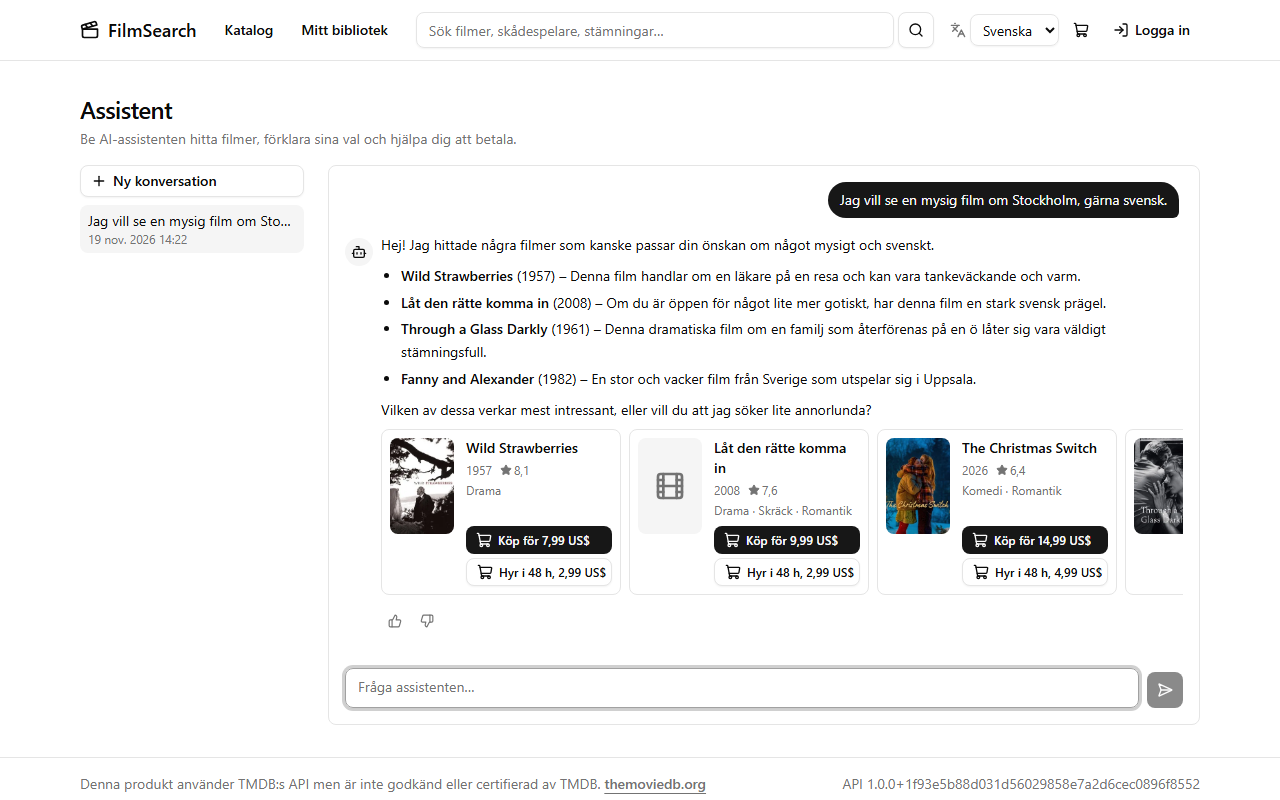 FilmSearch
Katalog
Mitt bibliotek
Sök filmer, skådespelare, stämningar...
Svenska
Logga in
Assistent
Be AI-assistenten hitta filmer, förklara sina val och hjälpa dig att betala.
Ny konversation
Jag vill se en mysig film om Sto...
19 nov. 2026 14:22
Jag vill se en mysig film om Stockholm, gärna svensk.
Hej! Jag hittade några filmer som kanske passar din önskan om något mysigt och svenskt.
Wild Strawberries (1957) – Denna film handlar om en läkare på en resa och kan vara tankeväckande och varm.
Låt den rätte komma in (2008) – Om du är öppen för något lite mer gotiskt, har denna film en stark svensk prägel.
Through a Glass Darkly (1961) – Denna dramatiska film om en familj som återförenas på en ö låter sig vara väldigt
stämningsfull.
Fanny and Alexander (1982) – En stor och vacker film från Sverige som utspelar sig i Uppsala.
Vilken av dessa verkar mest intressant, eller vill du att jag söker lite annorlunda?
Wild Strawberries
1957 8,1
Drama
Köp för 7,99 US$
Hyr i 48 h, 2,99 US$
Låt den rätte komma
in
2008 7,6
Drama · Skräck · Romantik
Köp för 9,99 US$
Hyr i 48 h, 2,99 US$
The Christmas Switch
The Christmas Switch
2026 6,4
Komedi · Romantik
Köp för 14,99 US$
Hyr i 48 h, 4,99 US$
Through a
Glass Darkl
Fråga assistenten...
Denna produkt använder TMDB:s API men är inte godkänd eller certifierad av TMDB. themoviedb.org
API 1.0.0+1f93e5b88d031d56029858e7a2d6cec0896f8552